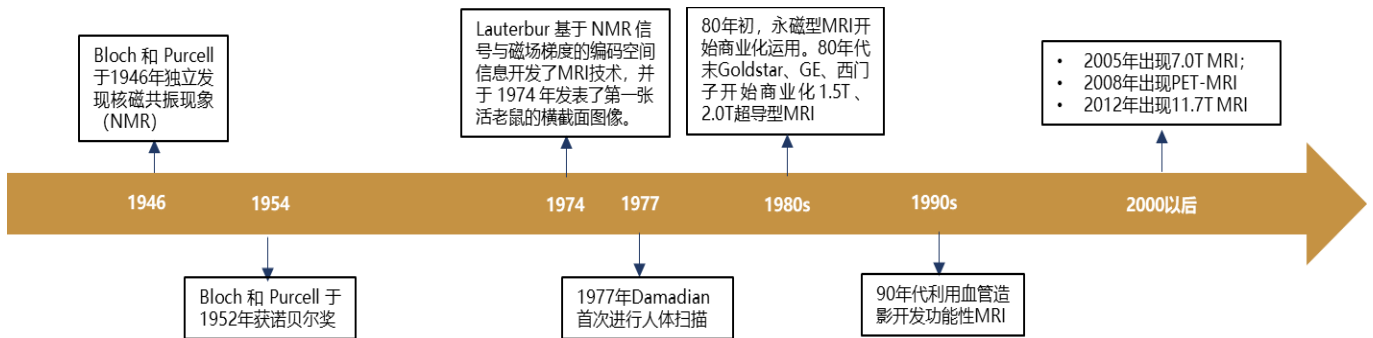 Bloch 和 Purcell
于1946年独立发
现核磁共振现象
（NMR）
Lauterbur 基于 NMR 信
号与磁场梯度的编码空间
信息开发了MRI技术，并
于 1974 年发表了第一张
活老鼠的横截面图像。
80年初，永磁型MRI开
始商业化运用。80年代
末Goldstar、GE、西门
子开始商业化1.5T、
2.0T超导型MRI
• 2005年出现7.0T MRI；
• 2008年出现PET-MRI
• 2012年出现11.7T MRI
1946
1954
1974
1977
1980s
1990s
2000以后
Bloch 和 Purcell 于
1952年获诺贝尔奖
1977年Damadian
首次进行人体扫描
90年代利用血管造
影开发功能性MRI